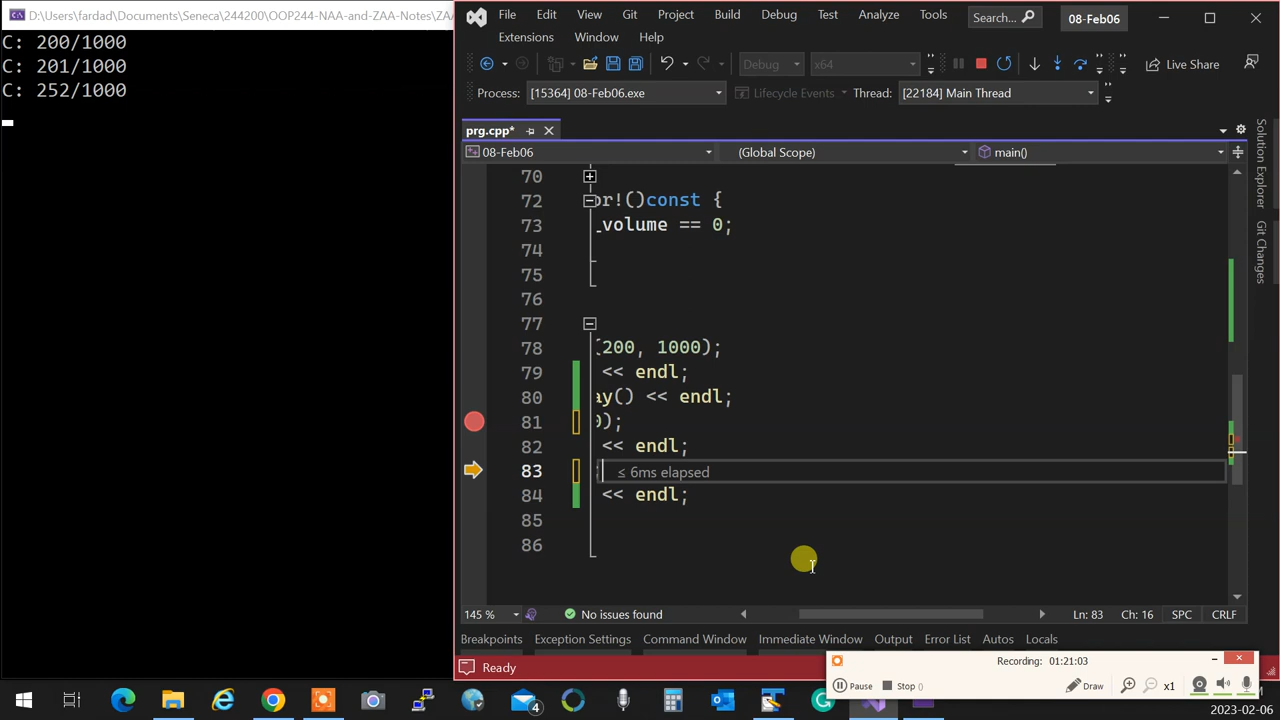 D:\Users\fardad\Documents\Seneca\244200\OOP244-NAA-and-ZAA-Notes\ZAA
C: 200/1000
C: 201/1000
C: 252/1000
File Edit View Git Project Build Debug Test Analyze Tools Search... 08-Feb06
Extensions Window Help
Debug x64 Live Share
Process: [15364] 08-Feb06.exe Lifecycle Events Thread: [22184] Main Thread
prg.cpp*
08-Feb06 (Global Scope) main()
70
72 or!()const {
73 _volume == 0;
74
75
76
77
78 (200, 1000);
79 << endl;
80 ay() << endl;
81 0);
82 << endl;
83 ; ≤ 6ms elapsed
84 << endl;
85
86
Solution Explorer
Git Changes
145 % No issues found Ln: 83 Ch: 16 SPC CRLF
Breakpoints Exception Settings Command Window Immediate Window Output Error List Autos Locals
Ready
Recording: 01:21:03
Pause Stop () Draw x1
4
2023-02-06